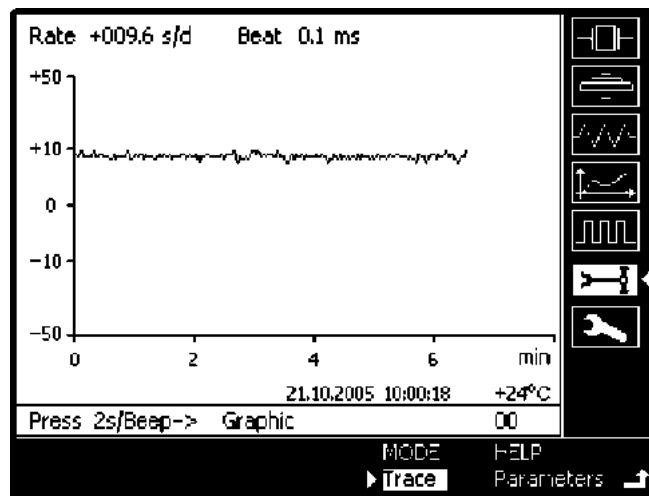 Rate +009.6 s/d Beat 0.1 ms
+50
+10
0
-10
-50
0 2 4 6 min
21.10.2005 10:00:18 +24°C
Press 2s/Beep-> Graphic 00
MODE HELP
Trace Parameters